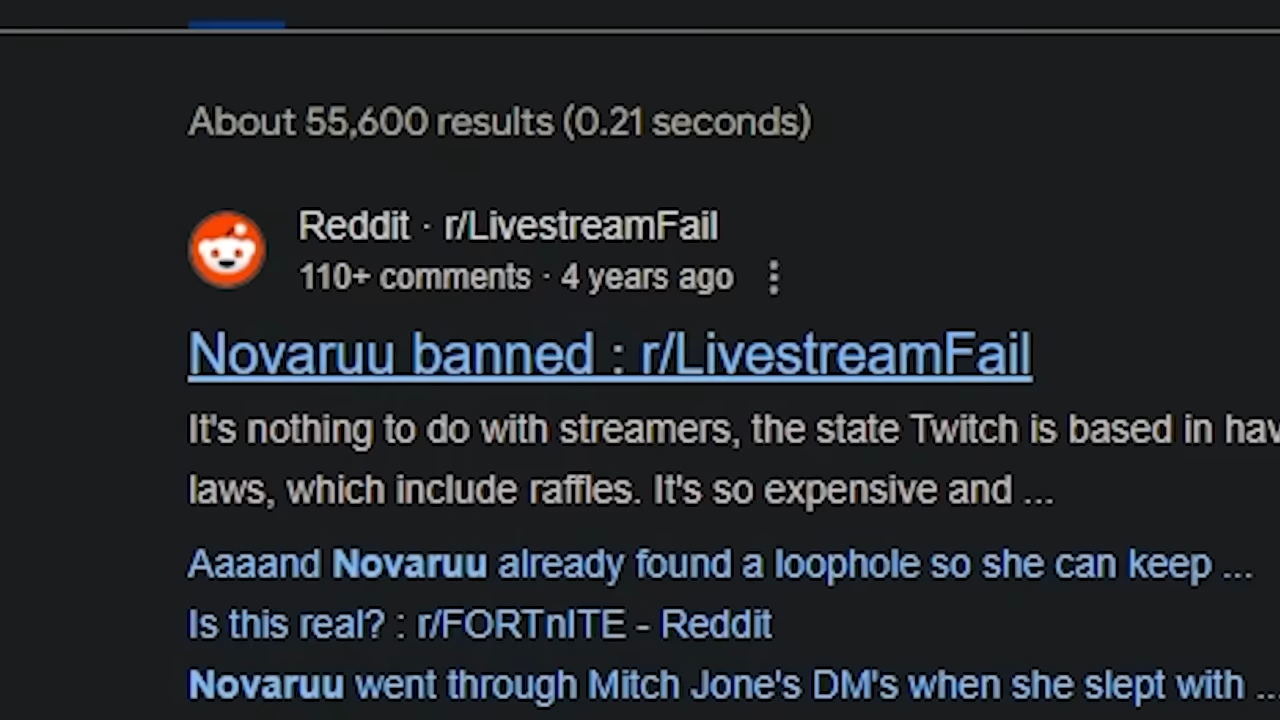 About 55,600 results (0.21 seconds)
Reddit · r/LivestreamFail
110+ comments · 4 years ago
Novaruu banned : r/LivestreamFail
It's nothing to do with streamers, the state Twitch is based in hav
laws, which include raffles. It's so expensive and ...
Aaaand Novaruu already found a loophole so she can keep ...
Is this real? : r/FORTnITE - Reddit
Novaruu went through Mitch Jone's DM's when she slept with ...